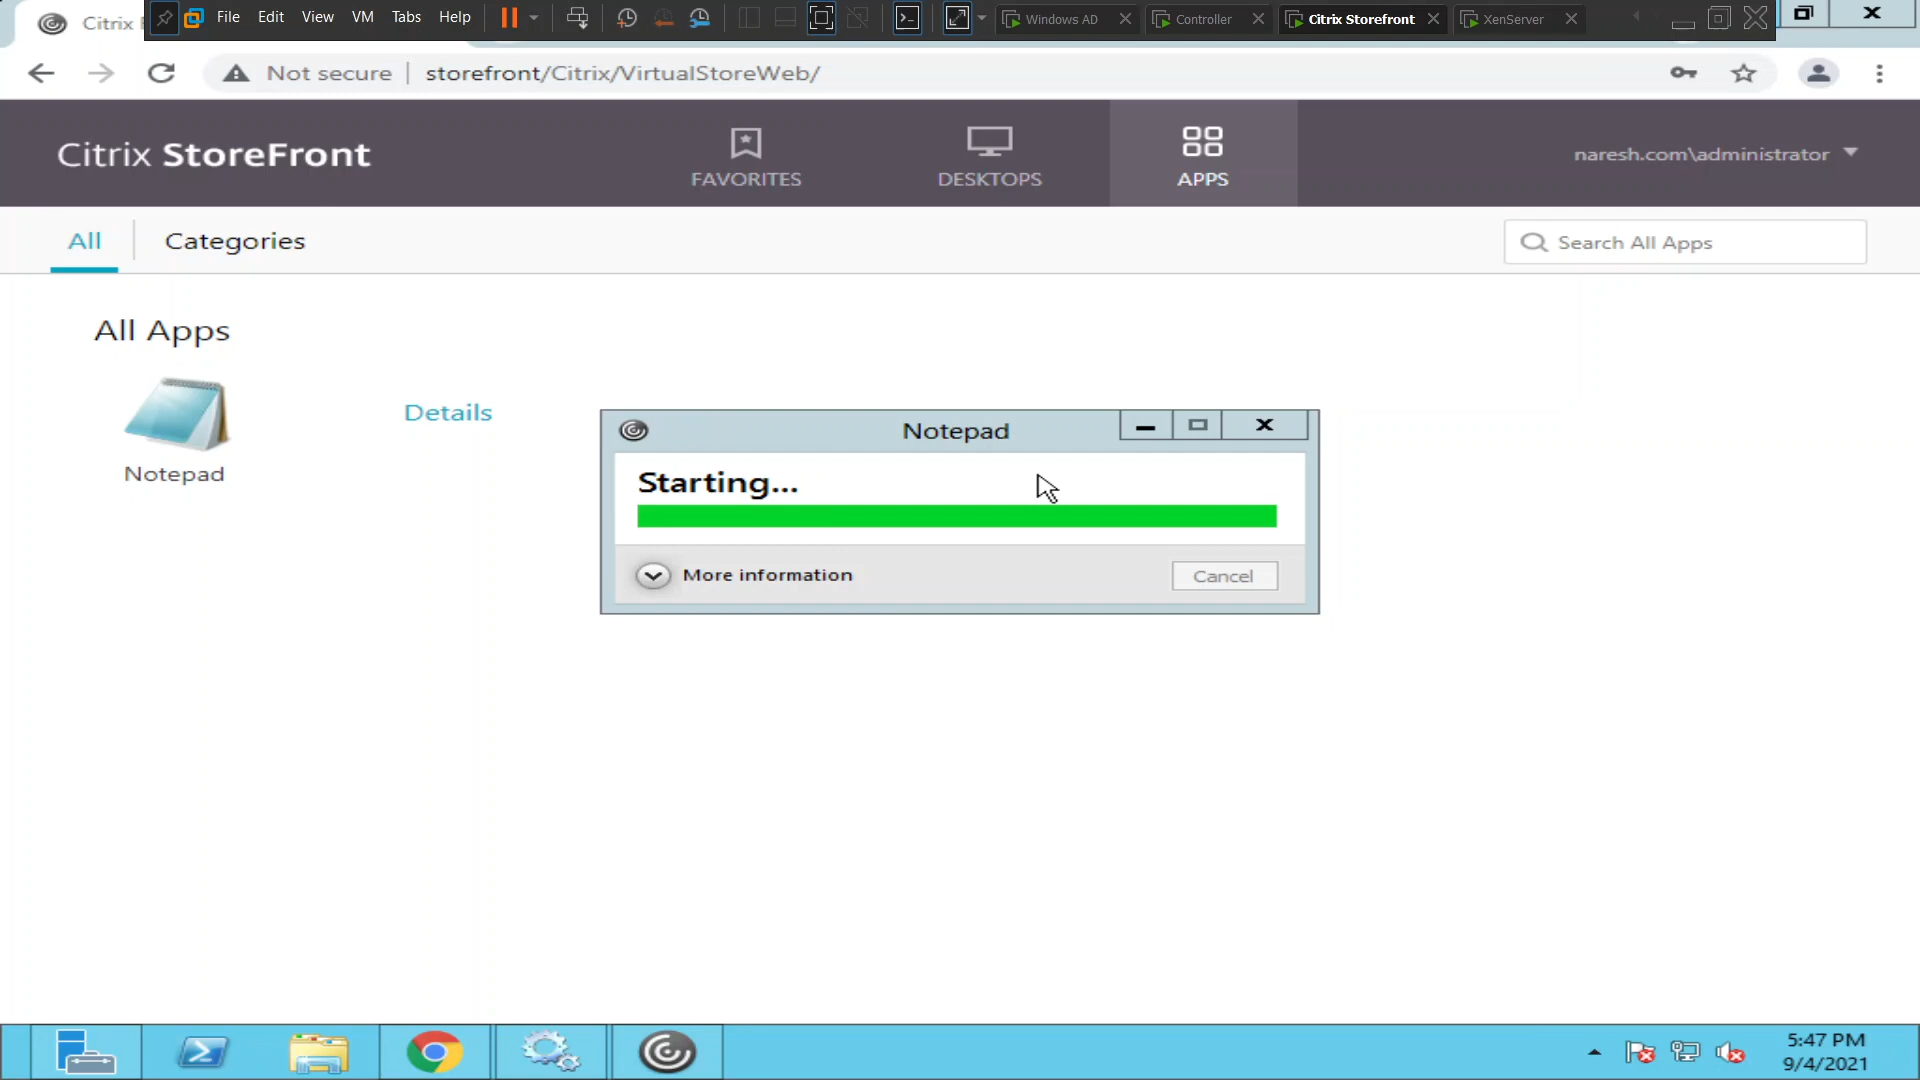 Citrix
File Edit View VM Tabs Help
Windows AD
Controller
Citrix Storefront
XenServer
Not secure storefront/Citrix/VirtualStoreWeb/
Citrix StoreFront
FAVORITES
DESKTOPS
APPS
naresh.com\administrator
All
Categories
Search All Apps
All Apps
Notepad
Details
Notepad
Starting...
More information
Cancel
5:47 PM
9/4/2021